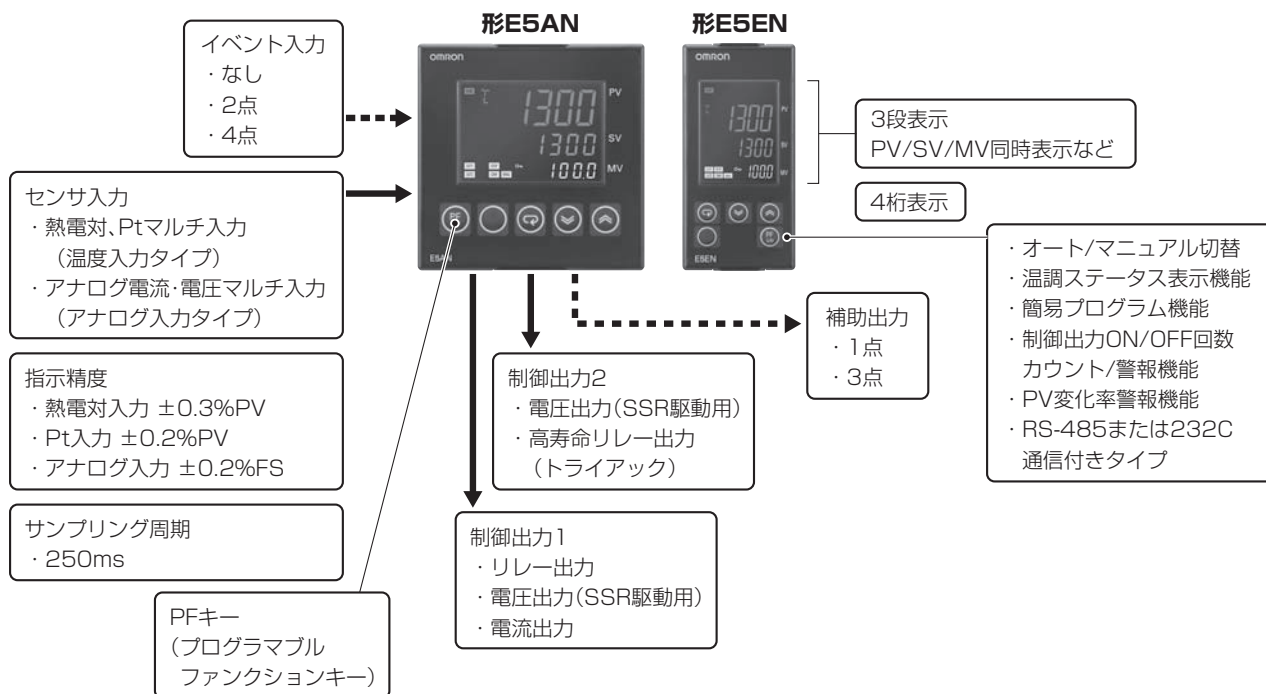 形E5AN
形E5EN
イベント入力
・なし
・2点
・4点
センサ入力
・熱電対、Ptマルチ入力
（温度入力タイプ）
・アナログ電流・電圧マルチ入力
（アナログ入力タイプ）
指示精度
・熱電対入力 ±0.3%PV
・Pt入力 ±0.2%PV
・アナログ入力 ±0.2%FS
サンプリング周期
・250ms
PFキー
（プログラマブル
ファンクションキー）
OMRON
1300 PV
1300 SV
100.0 MV
PF
E5AN
OMRON
1300 PV
1300 SV
100.0 MV
PF
E5EN
3段表示
PV/SV/MV同時表示など
4桁表示
・オート/マニュアル切替
・温調ステータス表示機能
・簡易プログラム機能
・制御出力ON/OFF回数
カウント/警報機能
・PV変化率警報機能
・RS-485または232C
通信付きタイプ
補助出力
・1点
・3点
制御出力2
・電圧出力（SSR駆動用）
・高寿命リレー出力
（トライアック）
制御出力1
・リレー出力
・電圧出力（SSR駆動用）
・電流出力